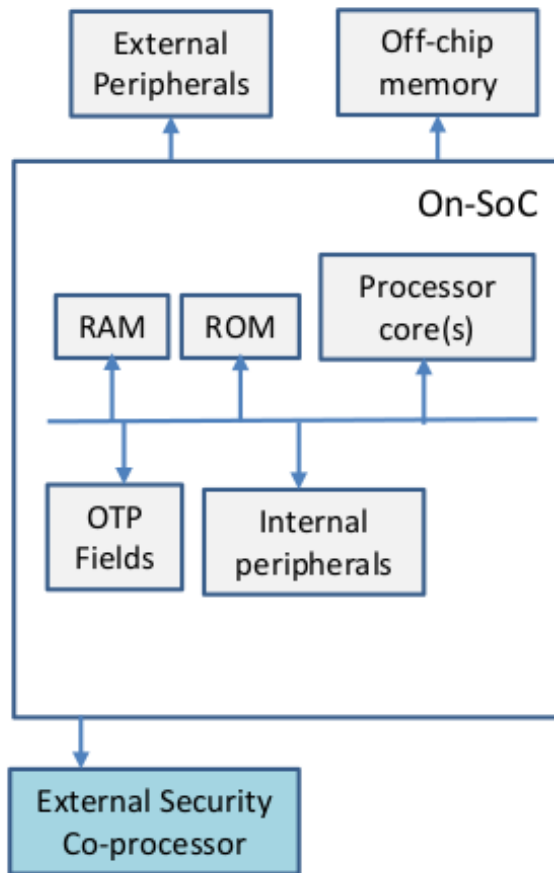 External
Peripherals
Off-chip
memory
On-SoC
Processor
core(s)
RAM
ROM
OTP
Fields
Internal
peripherals
External Security
Co-processor